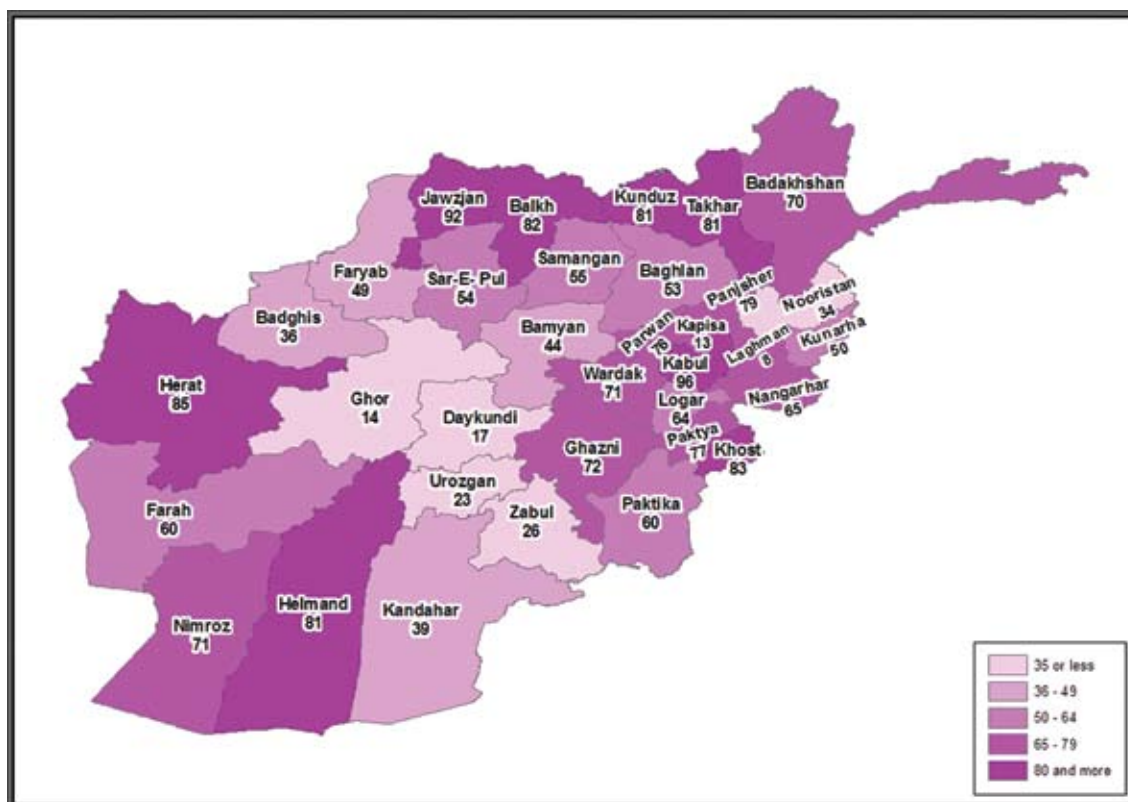 Jawzjan
92
Balkh
82
Kunduz
81
Takhar
81
Badakhshan
70
Faryab
49
Sar-E- Pul
54
Samangan
55
Baghlan
53
Panjsher
79
Nooristan
34
Badghis
36
Bamyan
44
Parwan
76
Kapisa
13
Laghman
8
Kunarha
50
Herat
85
Ghor
14
Daykundi
17
Wardak
71
Kabul
96
Logar
64
Nangarhar
65
Ghazni
72
Paktya
77
Khost
83
Urozgan
23
Zabul
26
Paktika
60
Farah
60
Nimroz
71
Helmand
81
Kandahar
39
35 or less
36 - 49
50 - 64
65 - 79
80 and more